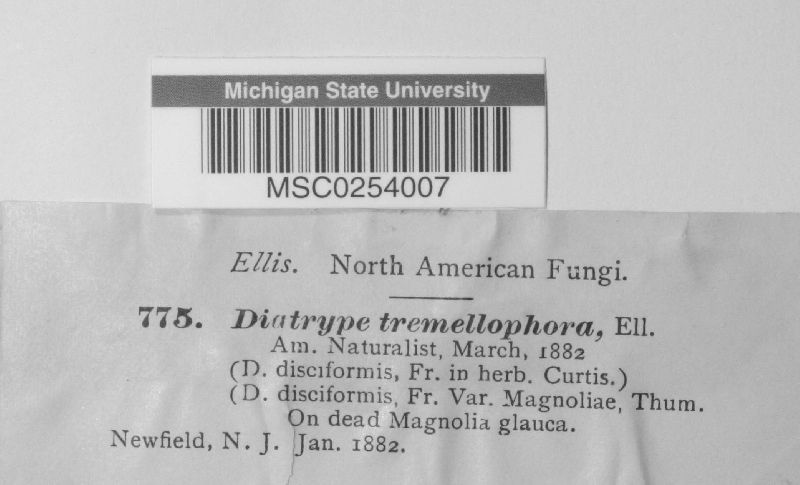 Michigan State University
MSC0254007
Ellis. North American Fungi.
775. Diatrype tremellophora, Ell.
Am. Naturalist, March, 1882
(D. disciformis, Fr. in herb. Curtis.)
(D. disciformis, Fr. Var. Magnoliae, Thum.
On dead Magnolia glauca.
Newfield, N. J. Jan. 1882.